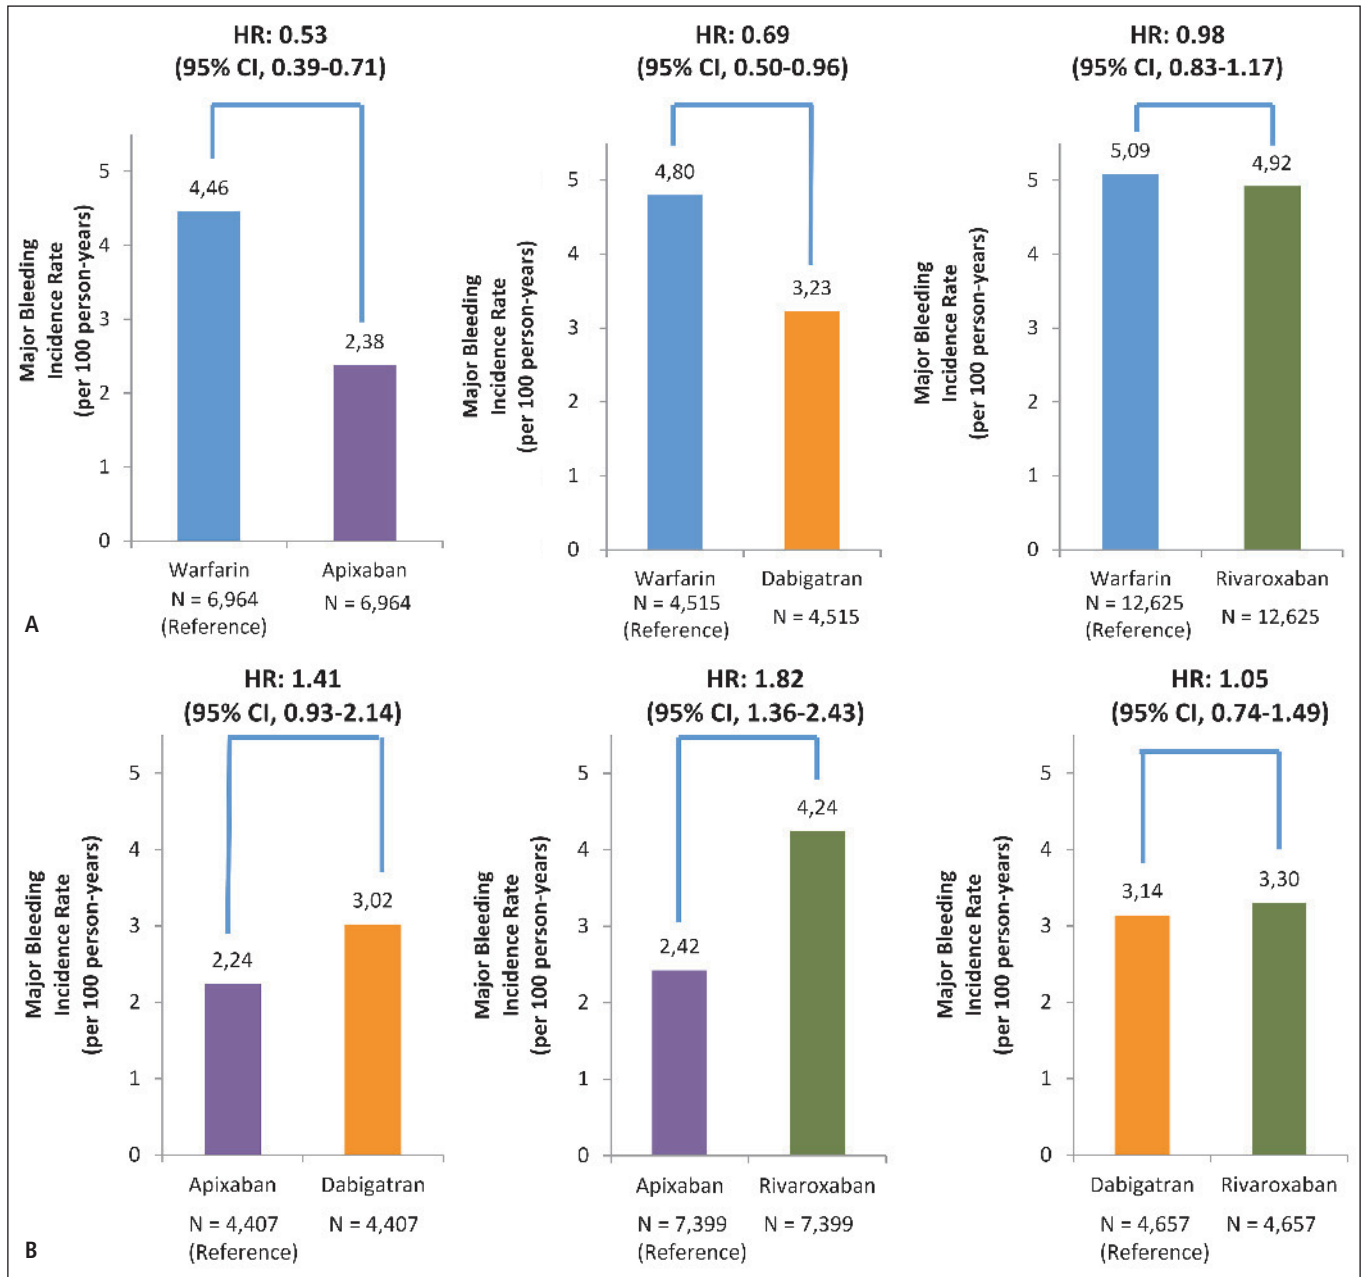 HR: 0.53
(95% CI, 0.39-0.71)
Major Bleeding
Incidence Rate
(per 100 person-years)
5
4
3
2
1
0
4,46
2,38
Warfarin
N = 6,964
(Reference)
Apixaban
N = 6,964
HR: 0.69
(95% CI, 0.50-0.96)
Major Bleeding
Incidence Rate
(per 100 person-years)
5
4
3
2
1
0
4,80
3,23
Warfarin
N = 4,515
(Reference)
Dabigatran
N = 4,515
HR: 0.98
(95% CI, 0.83-1.17)
Major Bleeding
Incidence Rate
(per 100 person-years)
5
4
3
2
1
0
5,09
4,92
Warfarin
N = 12,625
(Reference)
Rivaroxaban
N = 12,625
A
HR: 1.41
(95% CI, 0.93-2.14)
Major Bleeding
Incidence Rate
(per 100 person-years)
5
4
3
2
1
0
2,24
3,02
Apixaban
N = 4,407
(Reference)
Dabigatran
N = 4,407
HR: 1.82
(95% CI, 1.36-2.43)
Major Bleeding
Incidence Rate
(per 100 person-years)
5
4
3
2
1
0
2,42
4,24
Apixaban
N = 7,399
(Reference)
Rivaroxaban
N = 7,399
HR: 1.05
(95% CI, 0.74-1.49)
Major Bleeding
Incidence Rate
(per 100 person-years)
5
4
3
2
1
0
3,14
3,30
Dabigatran
N = 4,657
(Reference)
Rivaroxaban
N = 4,657
B